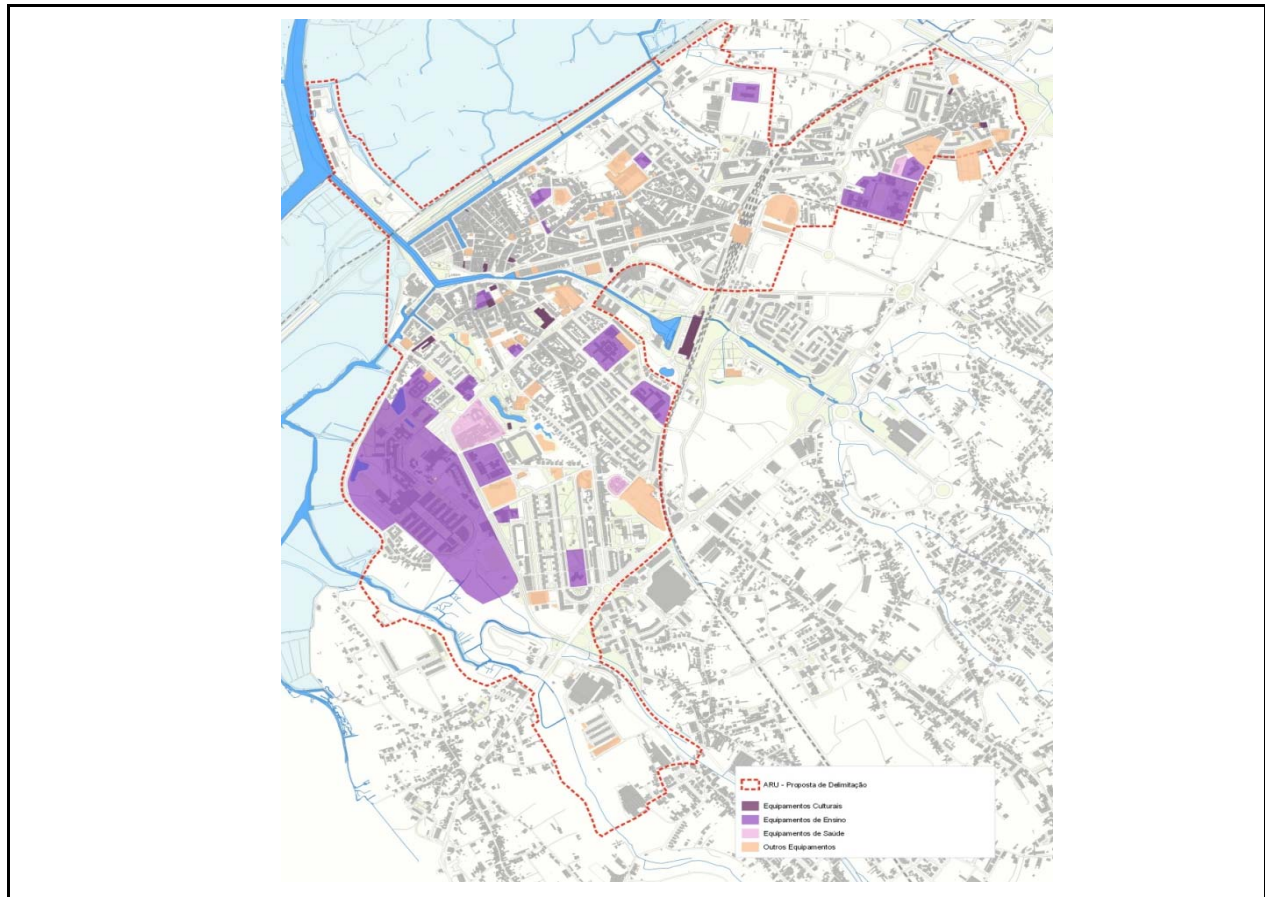 ARU - Proposta de Delimitação
Equipamentos Culturais
Equipamentos de Ensino
Equipamentos de Saúde
Outros Equipamentos